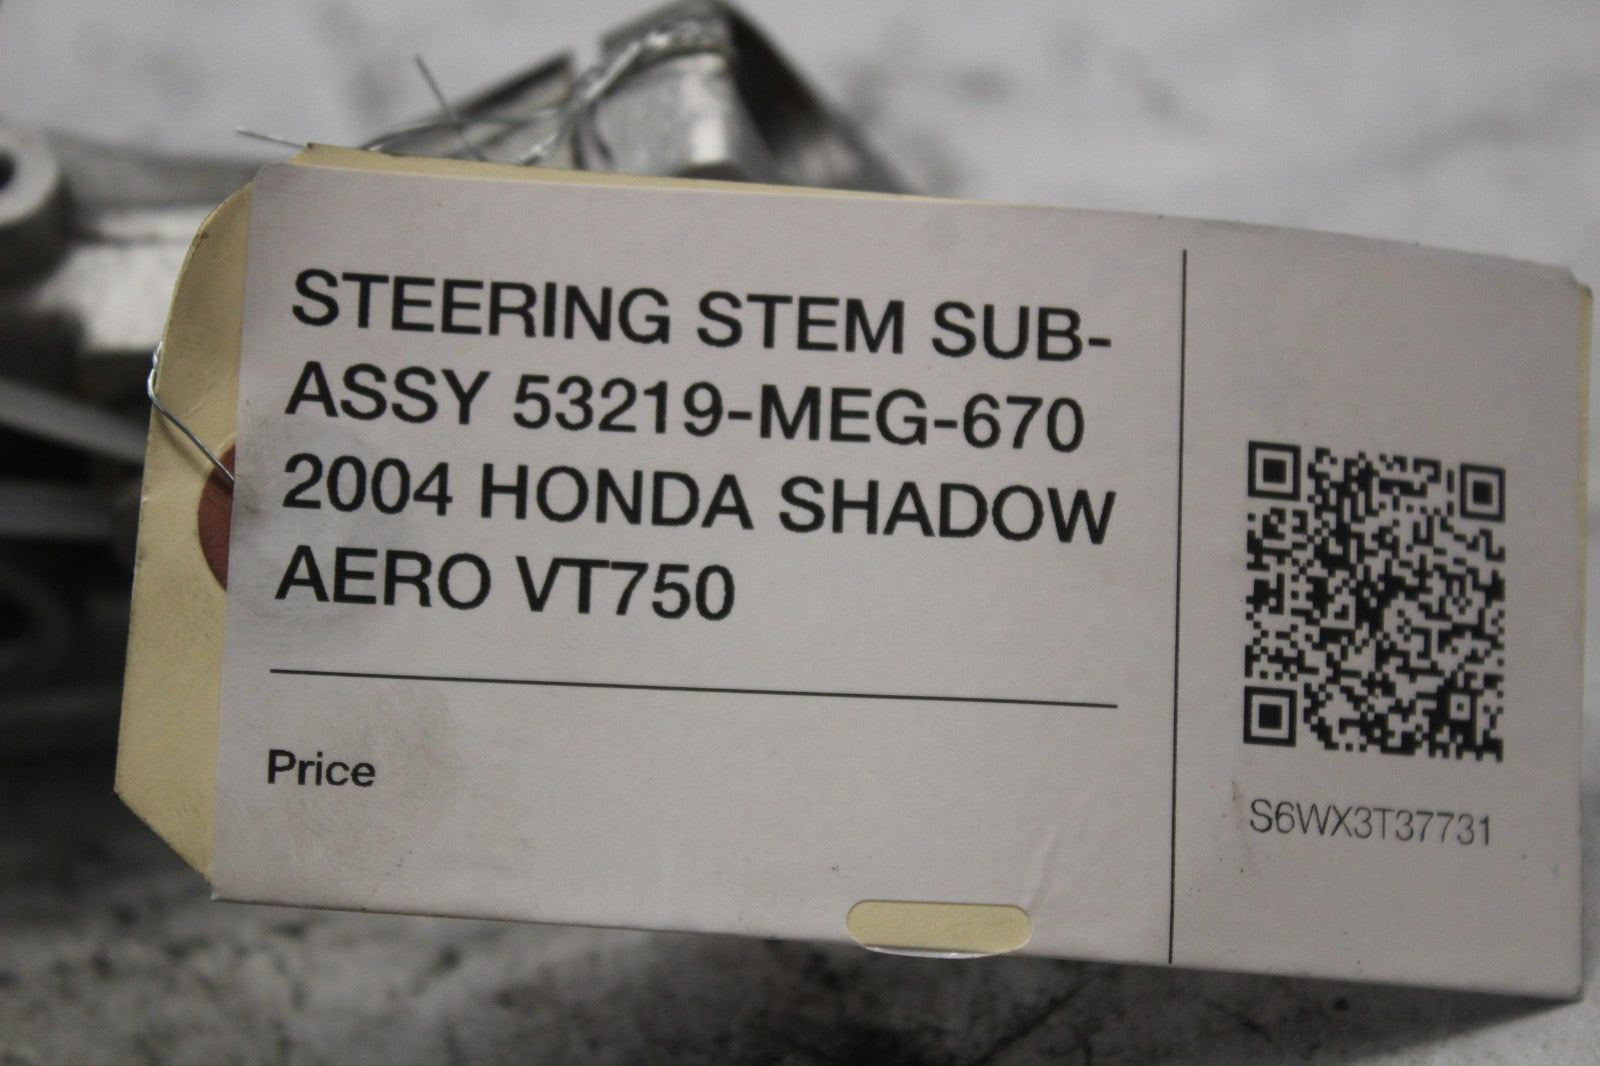 STEERING STEM SUB-
ASSY 53219-MEG-670
2004 HONDA SHADOW
AERO VT750
Price
S6WX3T37731